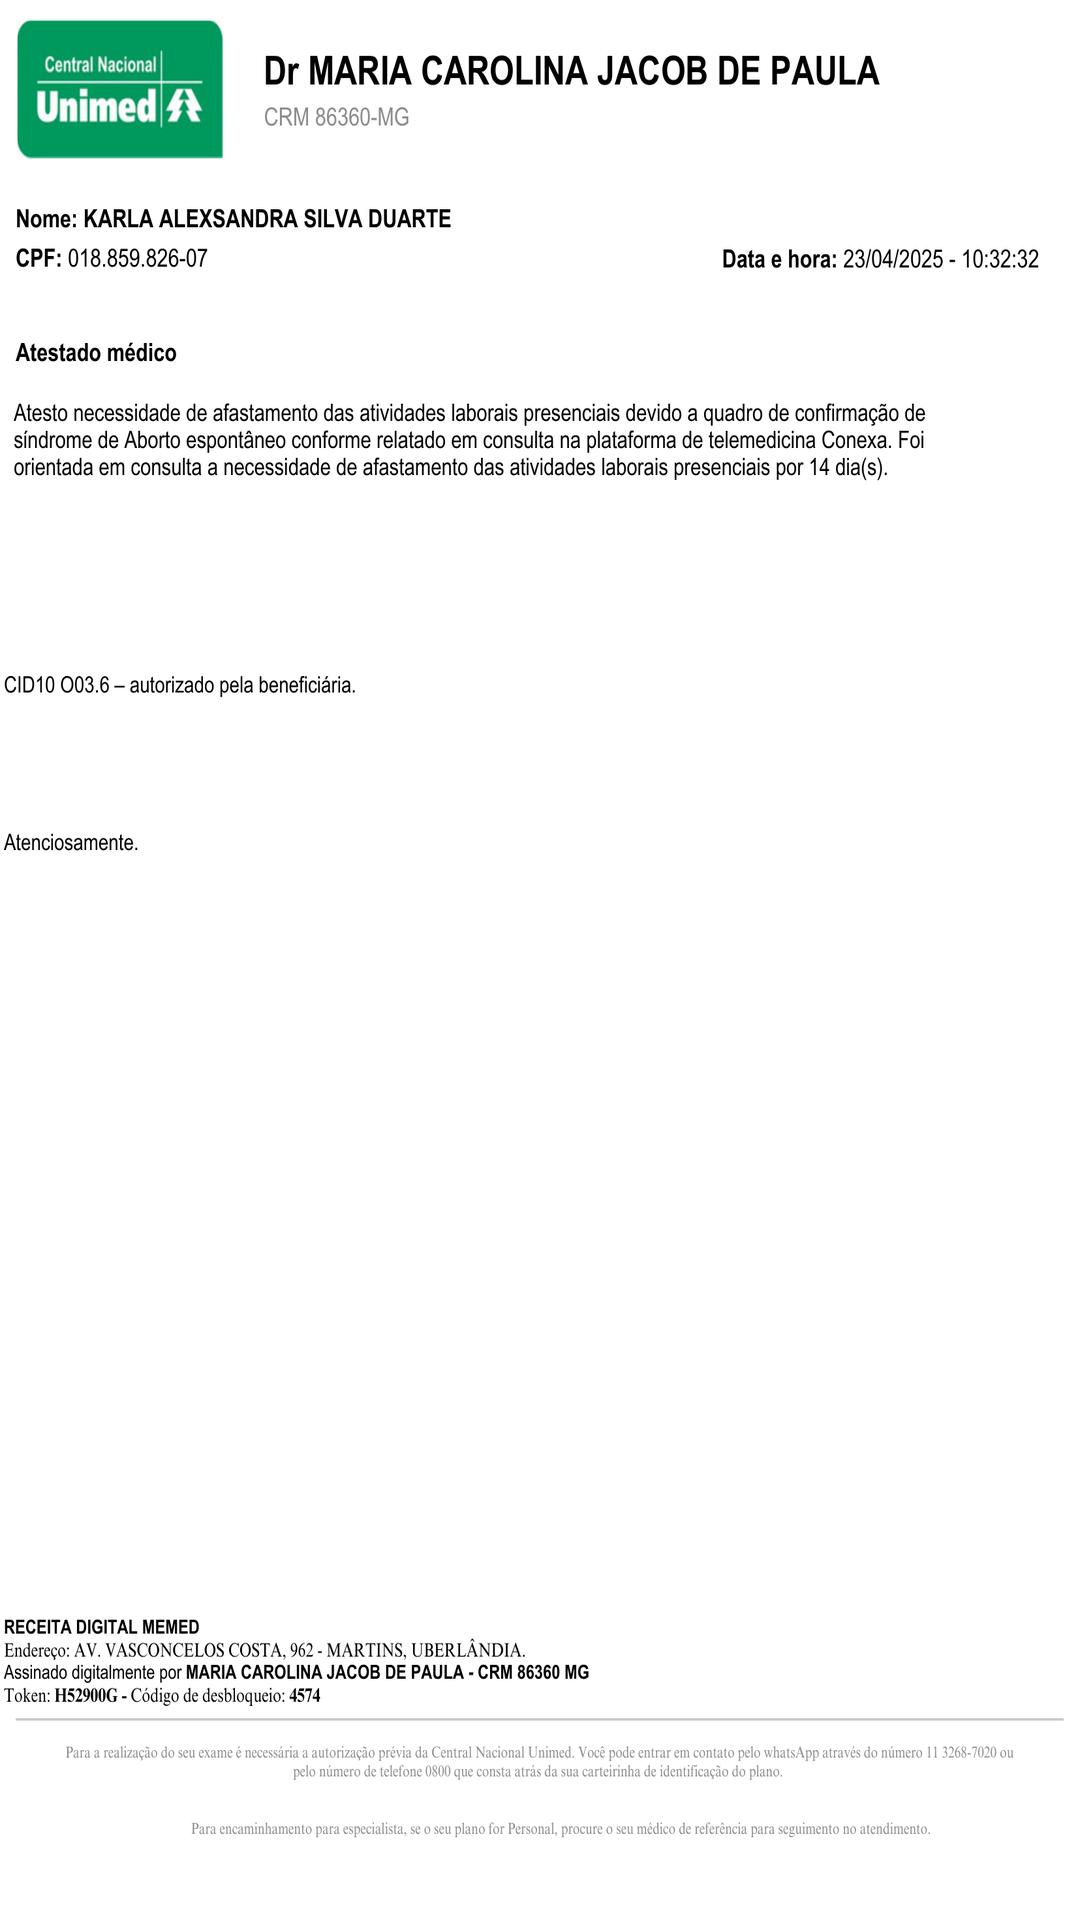 Central Nacional
Unimed
Dr MARIA CAROLINA JACOB DE PAULA
CRM 86360-MG
Nome: KARLA ALEXSANDRA SILVA DUARTE
CPF: 018.859.826-07
Data e hora: 23/04/2025 - 10:32:32
Atestado médico
Atesto necessidade de afastamento das atividades laborais presenciais devido a quadro de confirmação de
síndrome de Aborto espontâneo conforme relatado em consulta na plataforma de telemedicina Conexa. Foi
orientada em consulta a necessidade de afastamento das atividades laborais presenciais por 14 dia(s).
CID10 O03.6 – autorizado pela beneficiária.
Atenciosamente.
RECEITA DIGITAL MEMED
Endereço: AV. VASCONCELOS COSTA, 962 - MARTINS, UBERLÂNDIA.
Assinado digitalmente por MARIA CAROLINA JACOB DE PAULA - CRM 86360 MG
Token: H52900G - Código de desbloqueio: 4574
Para a realização do seu exame é necessária a autorização prévia da Central Nacional Unimed. Você pode entrar em contato pelo whatsApp através do número 11 3268-7020 ou
pelo número de telefone 0800 que consta atrás da sua carteirinha de identificação do plano.
Para encaminhamento para especialista, se o seu plano for Personal, procure o seu médico de referência para seguimento no atendimento.